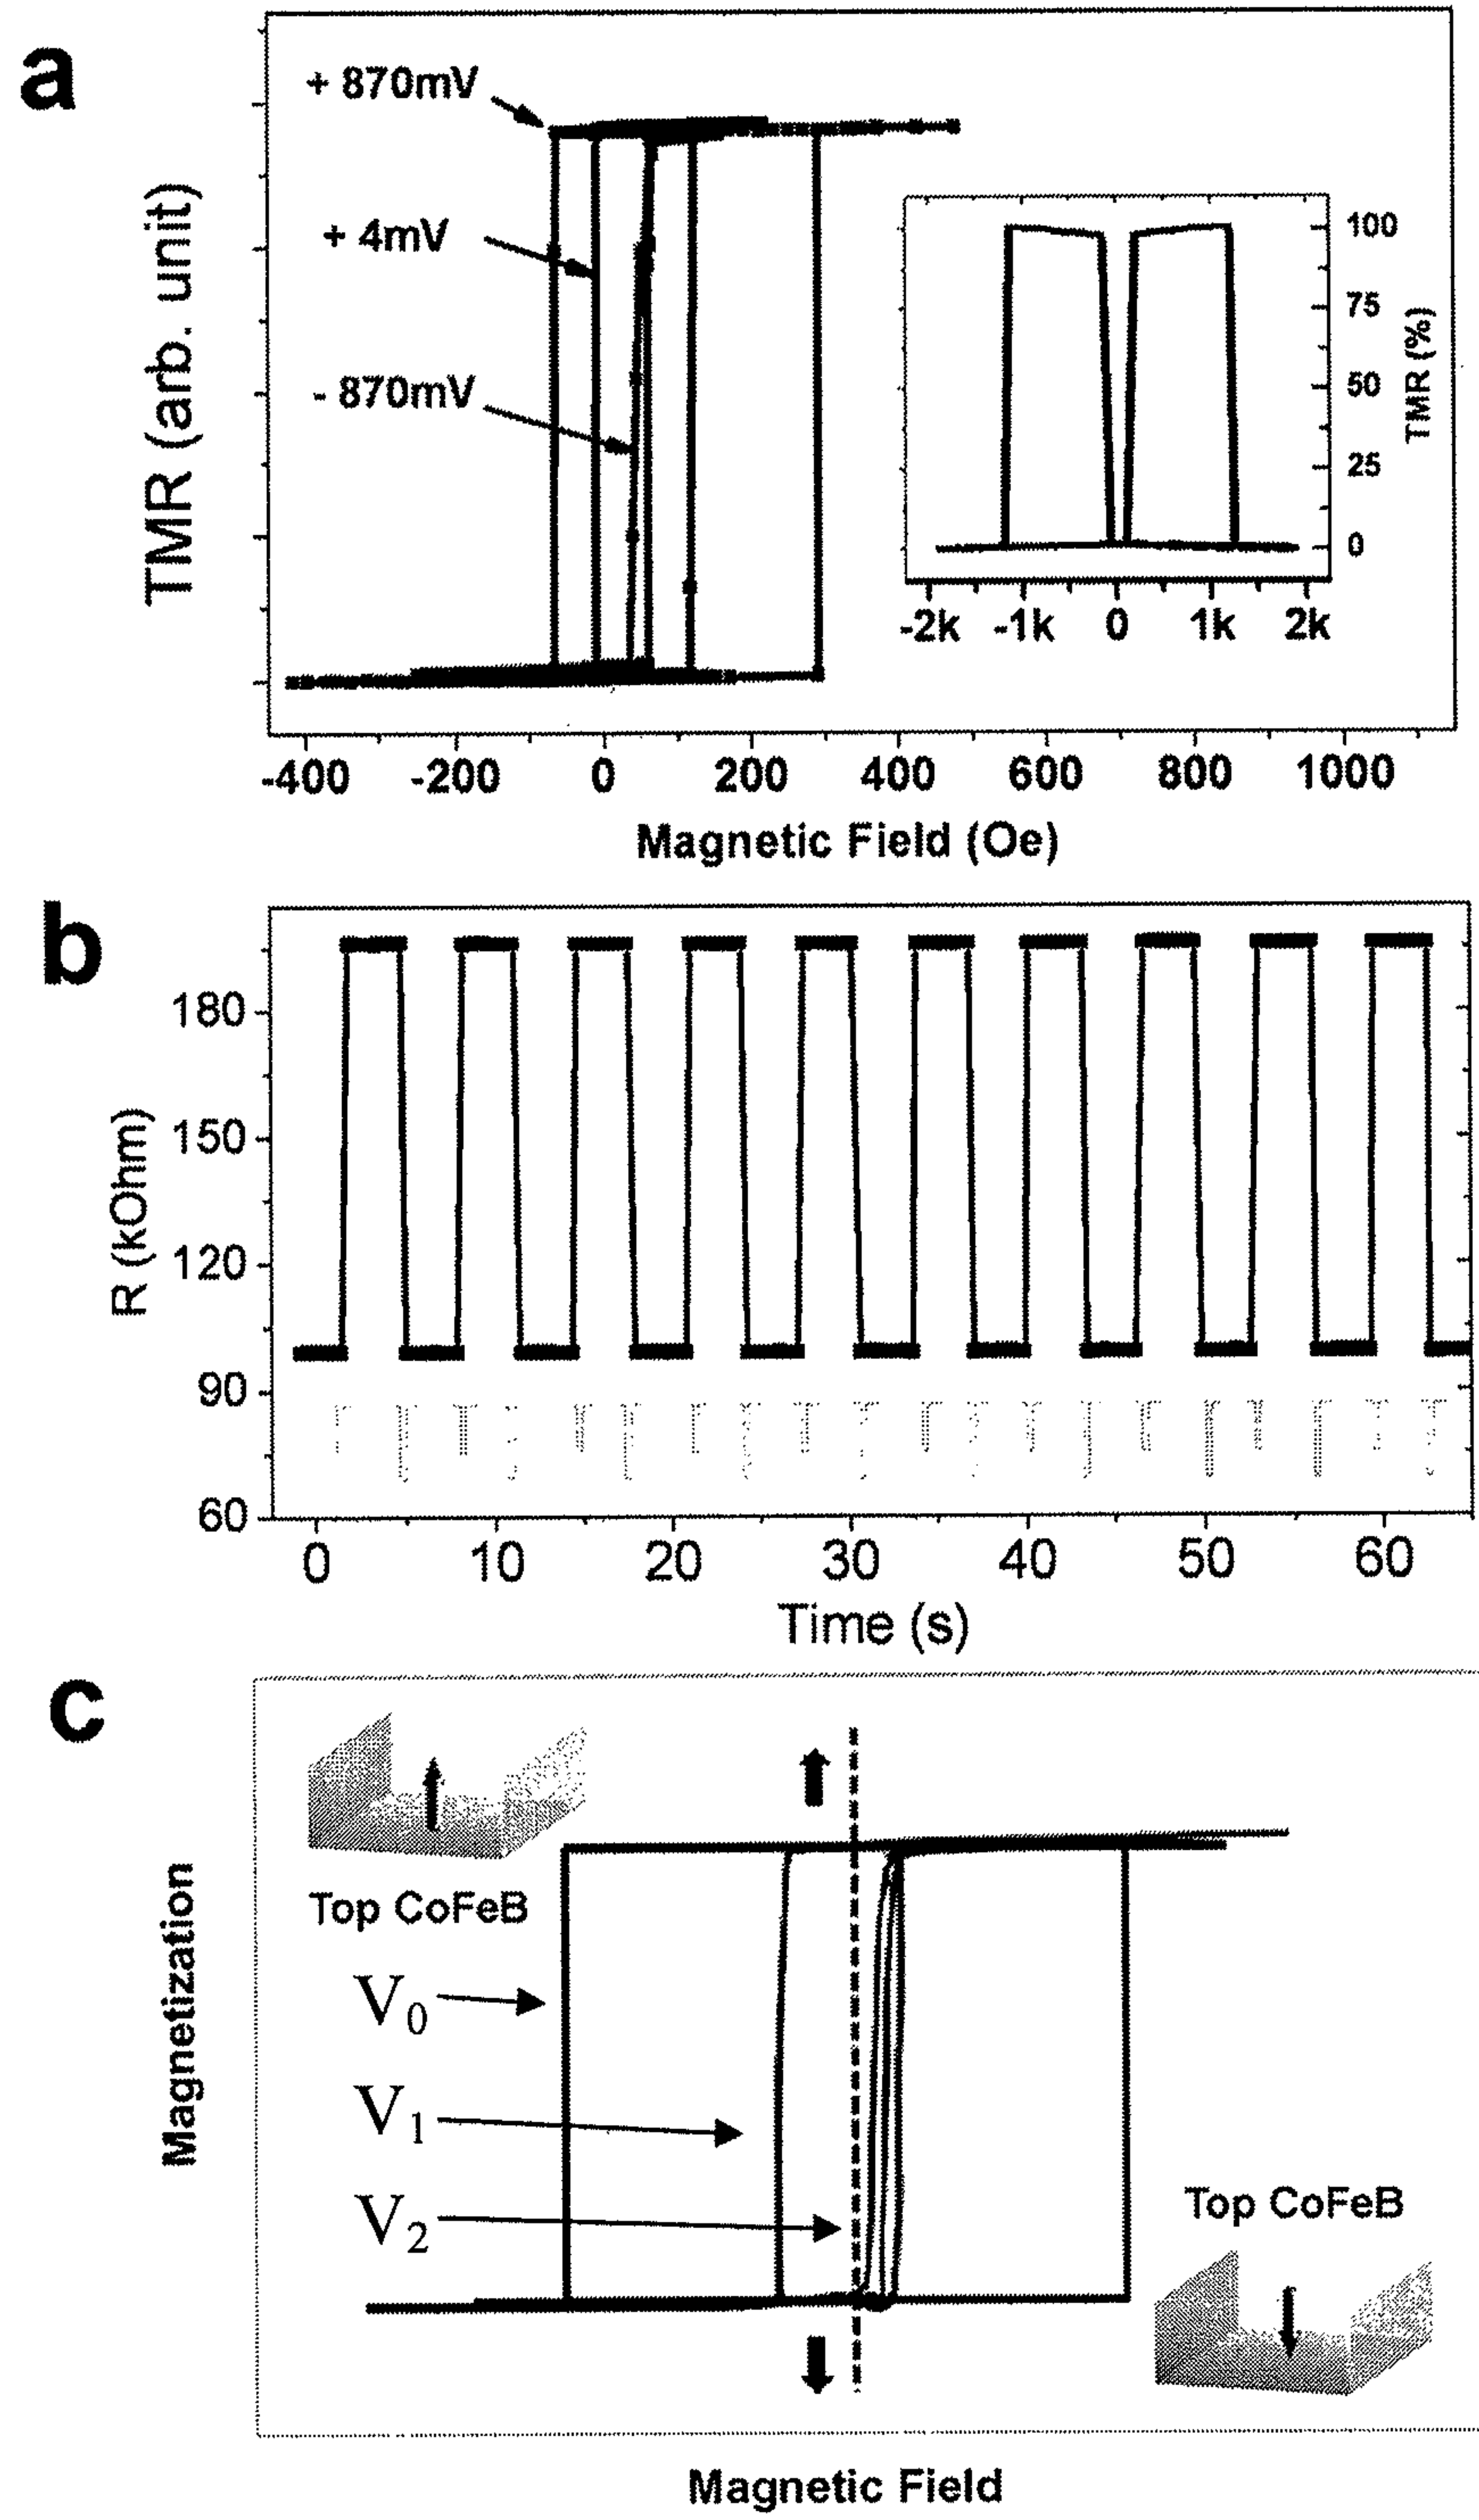 a
+ 870mV
+ 4mV
- 870mV
TMR (arb. unit)
100
75
50
25
0
TMR (%)
-2k -1k 0 1k 2k
-400 -200 0 200 400 600 800 1000
Magnetic Field (Oe)
b
180
150
120
90
60
R (kOhm)
0 10 20 30 40 50 60
Time (s)
c
Top CoFeB
V0
V1
V2
Top CoFeB
Magnetization
Magnetic Field